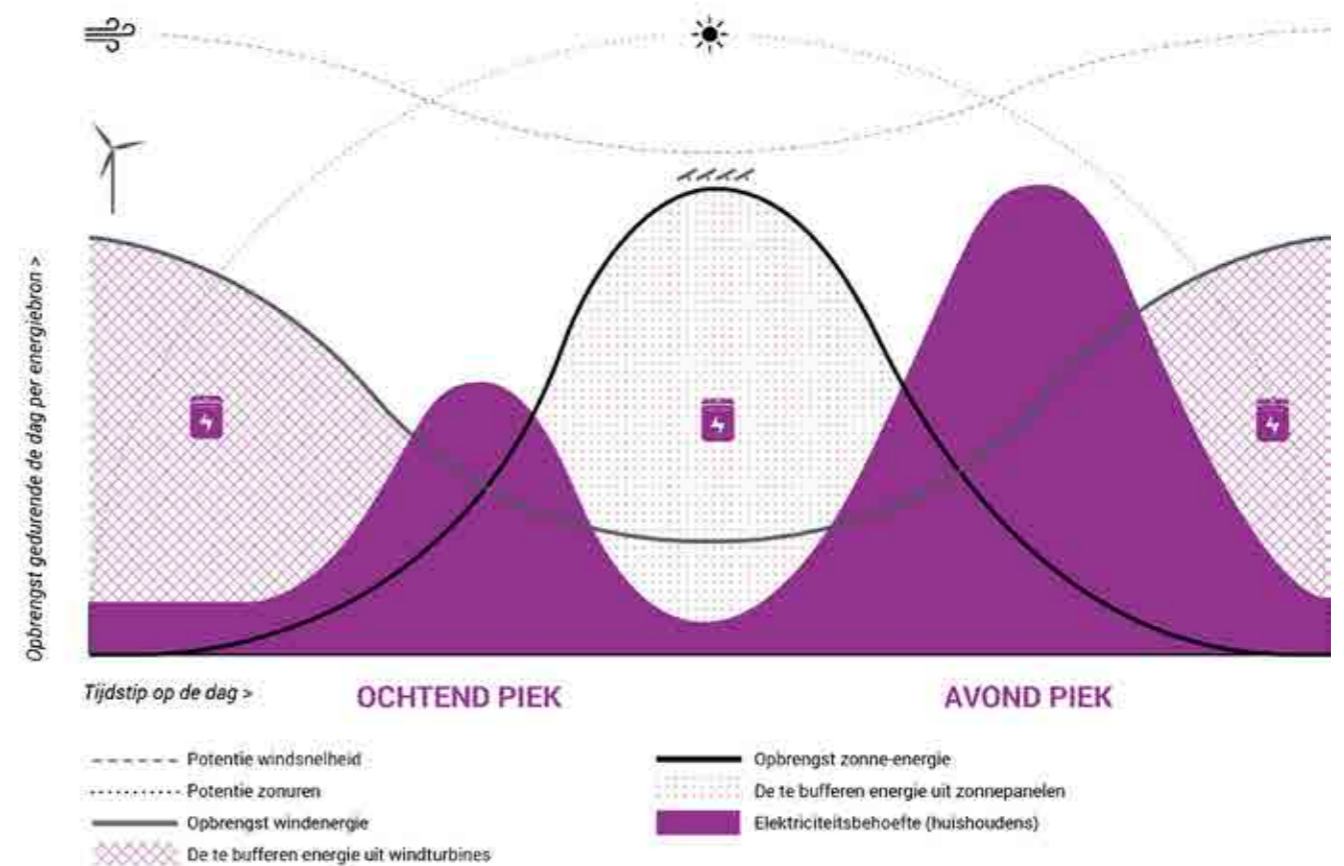 Opbrengst gedurende de dag per energiebron >
Tijdstip op de dag >
OCHTEND PIEK
AVOND PIEK
Potentie windsnelheid
Potentie zonuren
Opbrengst windenergie
De te bufferen energie uit windturbines
Opbrengst zonne-energie
De te bufferen energie uit zonnepanelen
Elektriciteitsbehoefte (huishoudens)